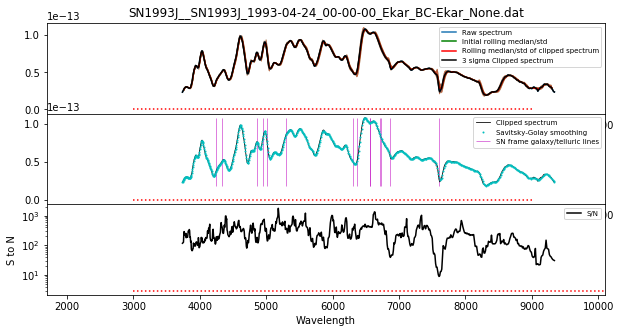 SN1993J__SN1993J_1993-04-24_00-00-00_Ekar_BC-Ekar_None.dat
1e−13
1.0
0.5
0.0
Raw spectrum
Initial rolling median/std
Rolling median/std of clipped spectrum
3 sigma Clipped spectrum
1e−13
1.0
0.5
0.0
Clipped spectrum
Savitsky-Golay smoothing
SN frame galaxy/telluric lines
S to N
10³
10²
10¹
S/N
2000 3000 4000 5000 6000 7000 8000 9000 10000
Wavelength